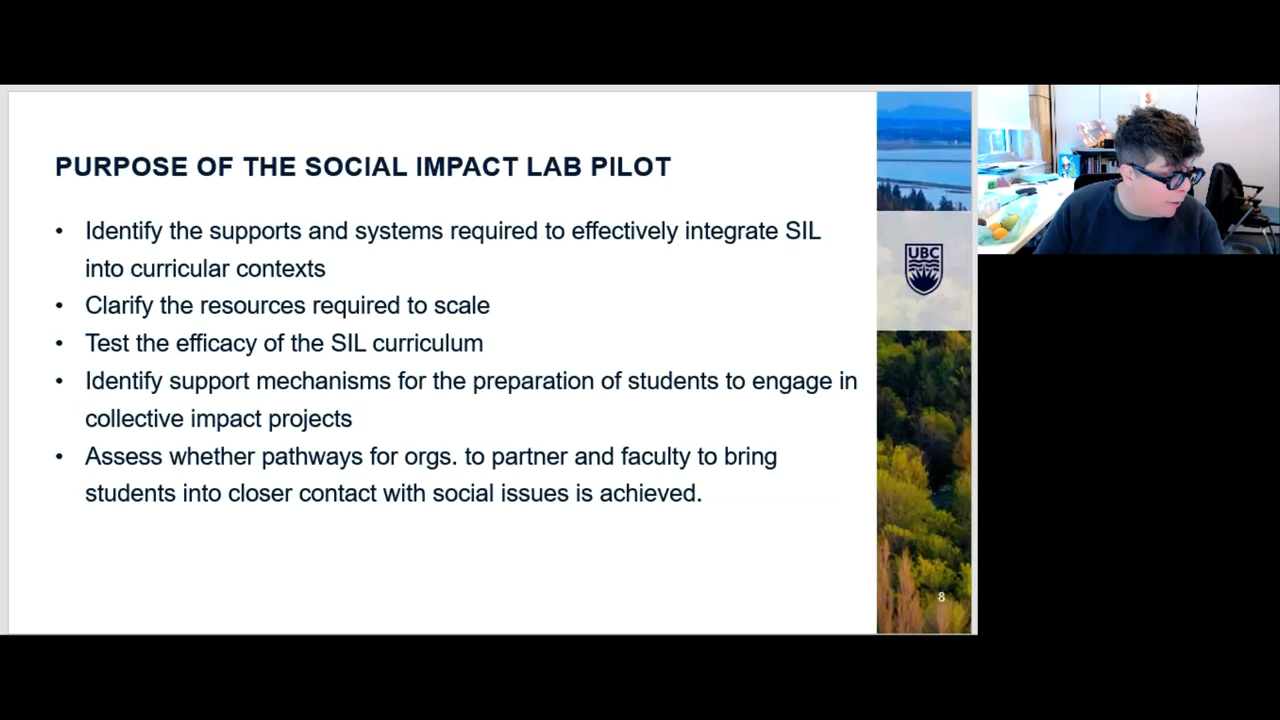 PURPOSE OF THE SOCIAL IMPACT LAB PILOT
• Identify the supports and systems required to effectively integrate SIL
into curricular contexts
• Clarify the resources required to scale
• Test the efficacy of the SIL curriculum
• Identify support mechanisms for the preparation of students to engage in
collective impact projects
• Assess whether pathways for orgs. to partner and faculty to bring
students into closer contact with social issues is achieved.
UBC
8